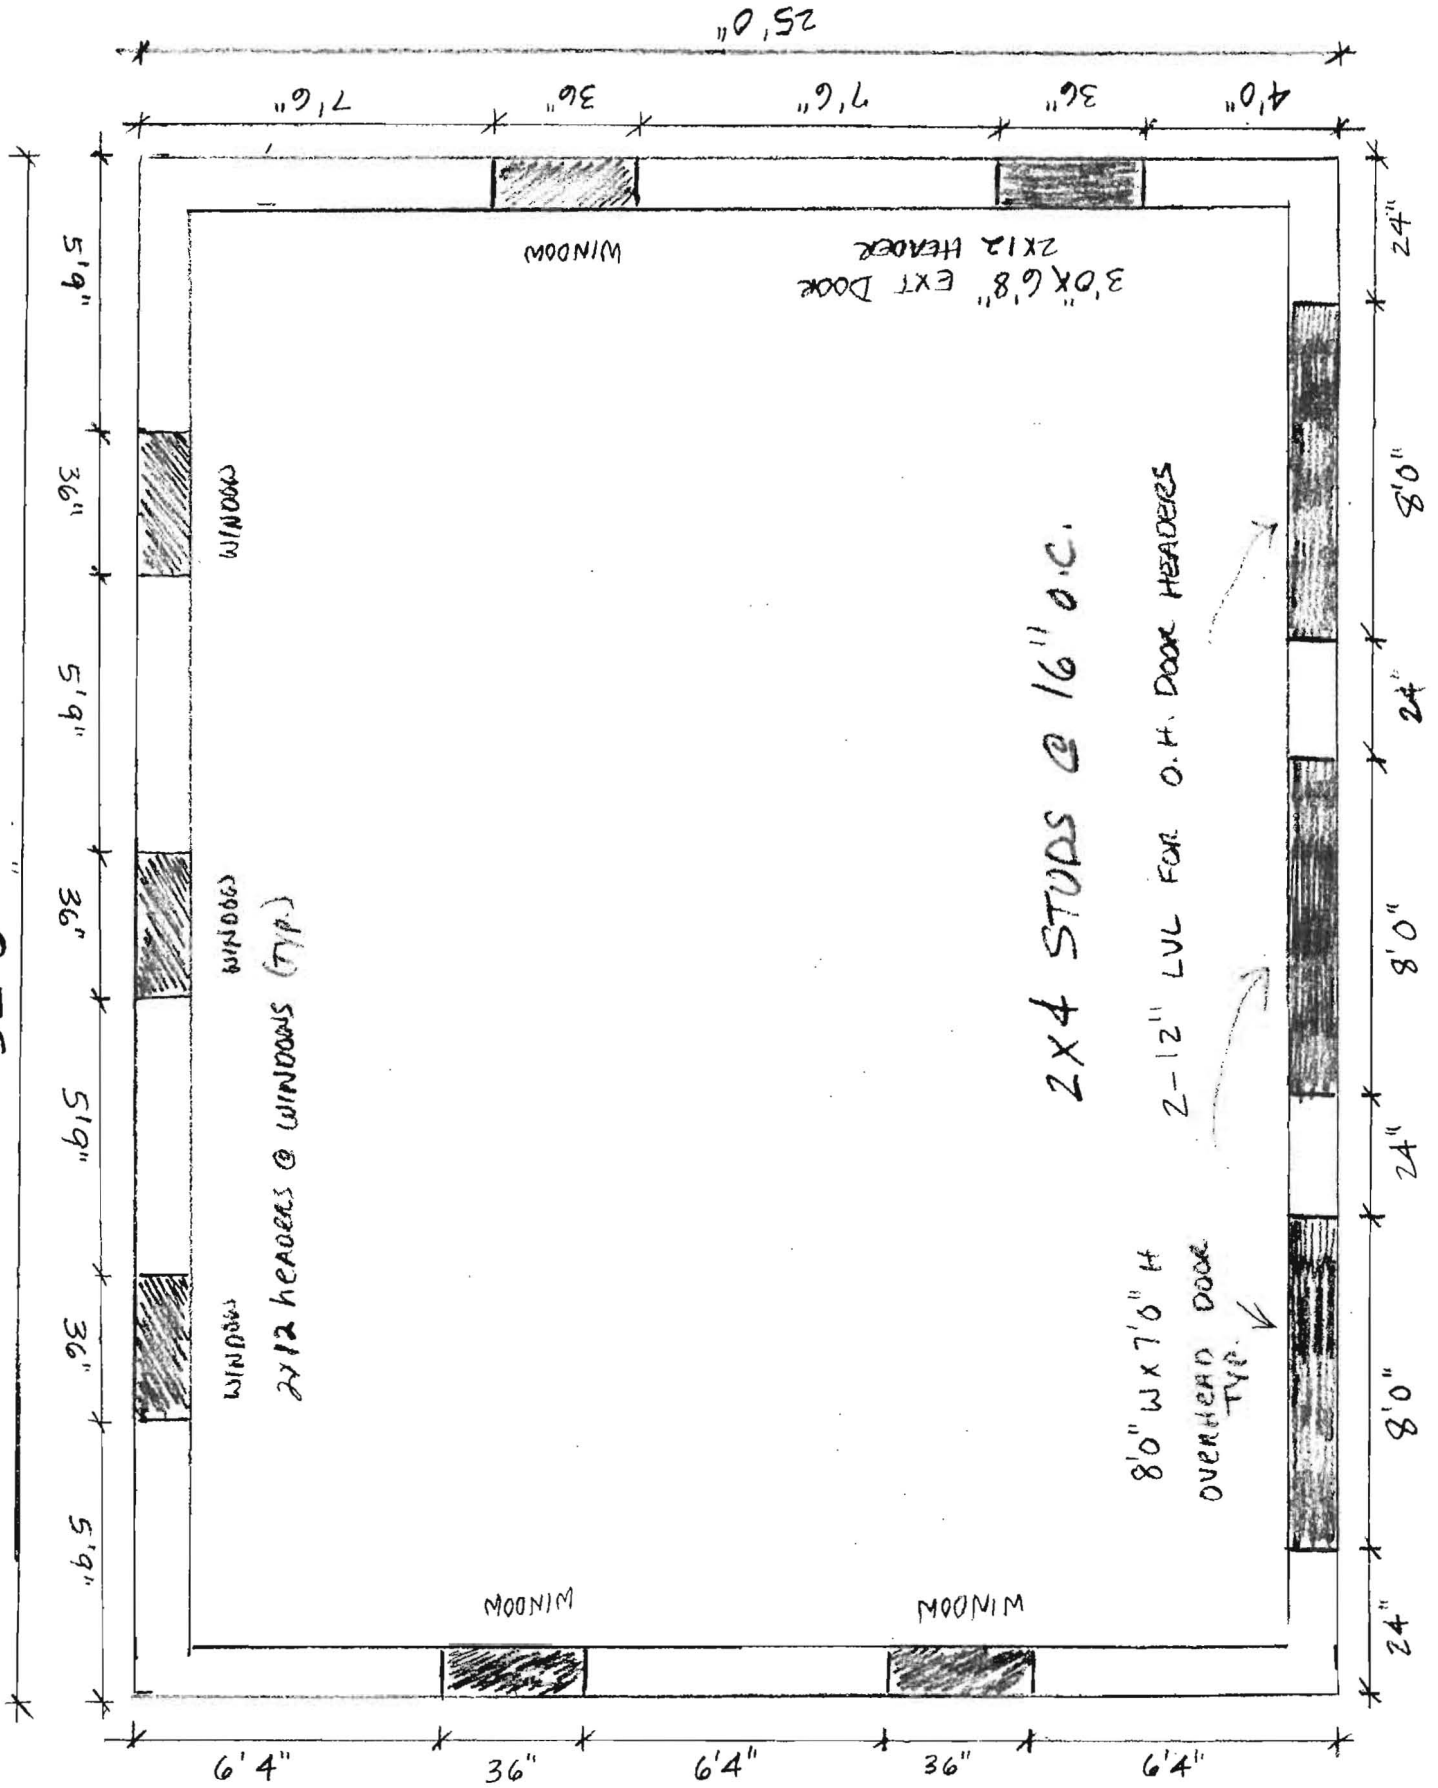 25'0"
7'6"
36"
7'6"
36"
4'0"
5'9"
36"
5'9"
36"
5'9"
36"
5'9"
WINDOW
3'0"X6'8" EXT DOOR
2X12 HEADER
WINDOW
WINDOW
WINDOW
2x12 HEADERS @ WINDOWS (TYP.)
2X4 STUDS @ 16" O.C.
2-12" LVL FOR O.H. DOOR HEADERS
8'0" W X 7'0" H
OVERHEAD DOOR
TYP.
WINDOW
WINDOW
24"
8'0"
24"
8'0"
24"
8'0"
24"
6'4"
36"
6'4"
36"
6'4"